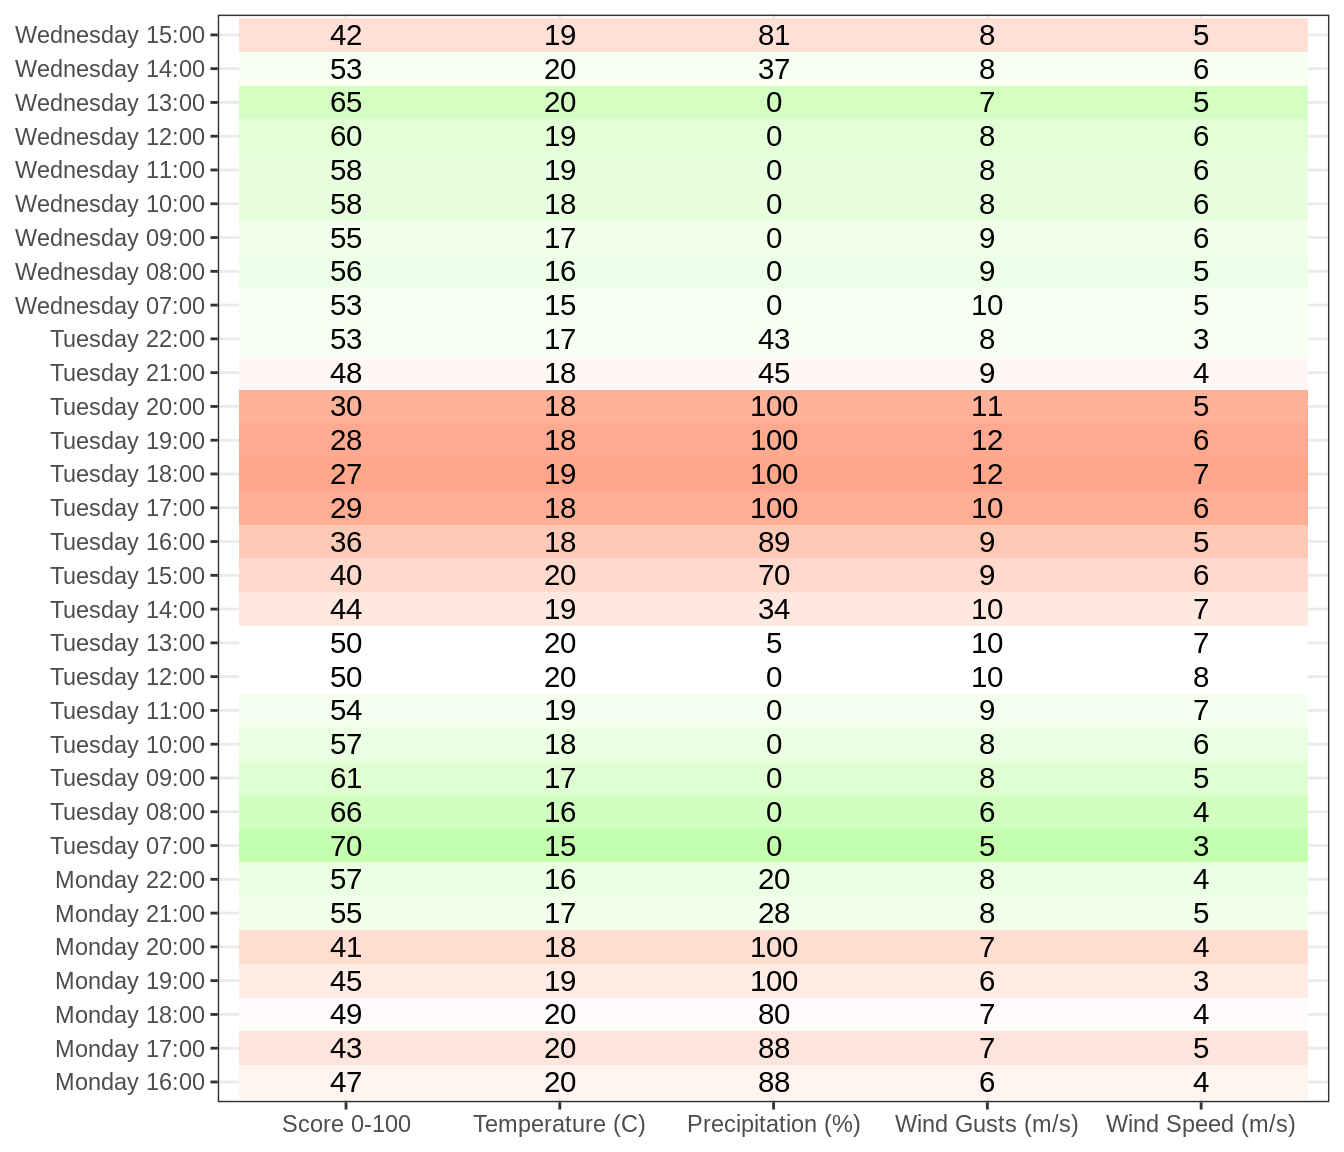 Wednesday 15:00 42 19 81 8 5
Wednesday 14:00 53 20 37 8 6
Wednesday 13:00 65 20 0 7 5
Wednesday 12:00 60 19 0 8 6
Wednesday 11:00 58 19 0 8 6
Wednesday 10:00 58 18 0 8 6
Wednesday 09:00 55 17 0 9 6
Wednesday 08:00 56 16 0 9 5
Wednesday 07:00 53 15 0 10 5
Tuesday 22:00 53 17 43 8 3
Tuesday 21:00 48 18 45 9 4
Tuesday 20:00 30 18 100 11 5
Tuesday 19:00 28 18 100 12 6
Tuesday 18:00 27 19 100 12 7
Tuesday 17:00 29 18 100 10 6
Tuesday 16:00 36 18 89 9 5
Tuesday 15:00 40 20 70 9 6
Tuesday 14:00 44 19 34 10 7
Tuesday 13:00 50 20 5 10 7
Tuesday 12:00 50 20 0 10 8
Tuesday 11:00 54 19 0 9 7
Tuesday 10:00 57 18 0 8 6
Tuesday 09:00 61 17 0 8 5
Tuesday 08:00 66 16 0 6 4
Tuesday 07:00 70 15 0 5 3
Monday 22:00 57 16 20 8 4
Monday 21:00 55 17 28 8 5
Monday 20:00 41 18 100 7 4
Monday 19:00 45 19 100 6 3
Monday 18:00 49 20 80 7 4
Monday 17:00 43 20 88 7 5
Monday 16:00 47 20 88 6 4
Score 0-100 Temperature (C) Precipitation (%) Wind Gusts (m/s) Wind Speed (m/s)